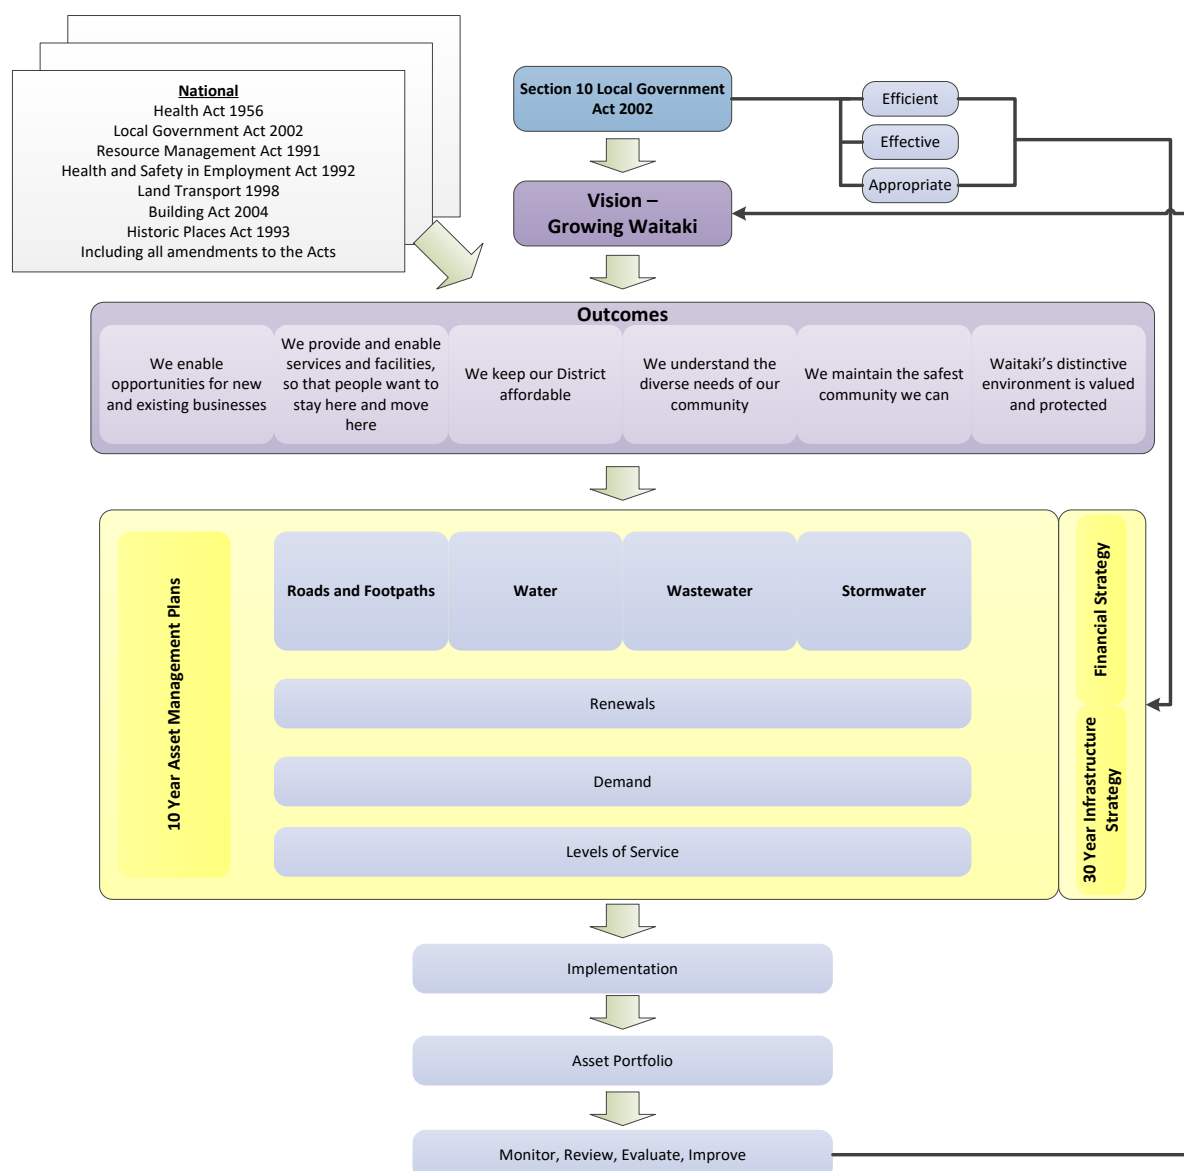 National
Health Act 1956
Local Government Act 2002
Resource Management Act 1991
Health and Safety in Employment Act 1992
Land Transport 1998
Building Act 2004
Historic Places Act 1993
Including all amendments to the Acts
Section 10 Local Government
Act 2002
Efficient
Effective
Appropriate
Vision –
Growing Waitaki
Outcomes
We enable
opportunities for new
and existing businesses
We provide and enable
services and facilities,
so that people want to
stay here and move
here
We keep our District
affordable
We understand the
diverse needs of our
community
We maintain the safest
community we can
Waitaki’s distinctive
environment is valued
and protected
10 Year Asset Management Plans
Roads and Footpaths
Water
Wastewater
Stormwater
Renewals
Demand
Levels of Service
Financial Strategy
30 Year Infrastructure
Strategy
Implementation
Asset Portfolio
Monitor, Review, Evaluate, Improve